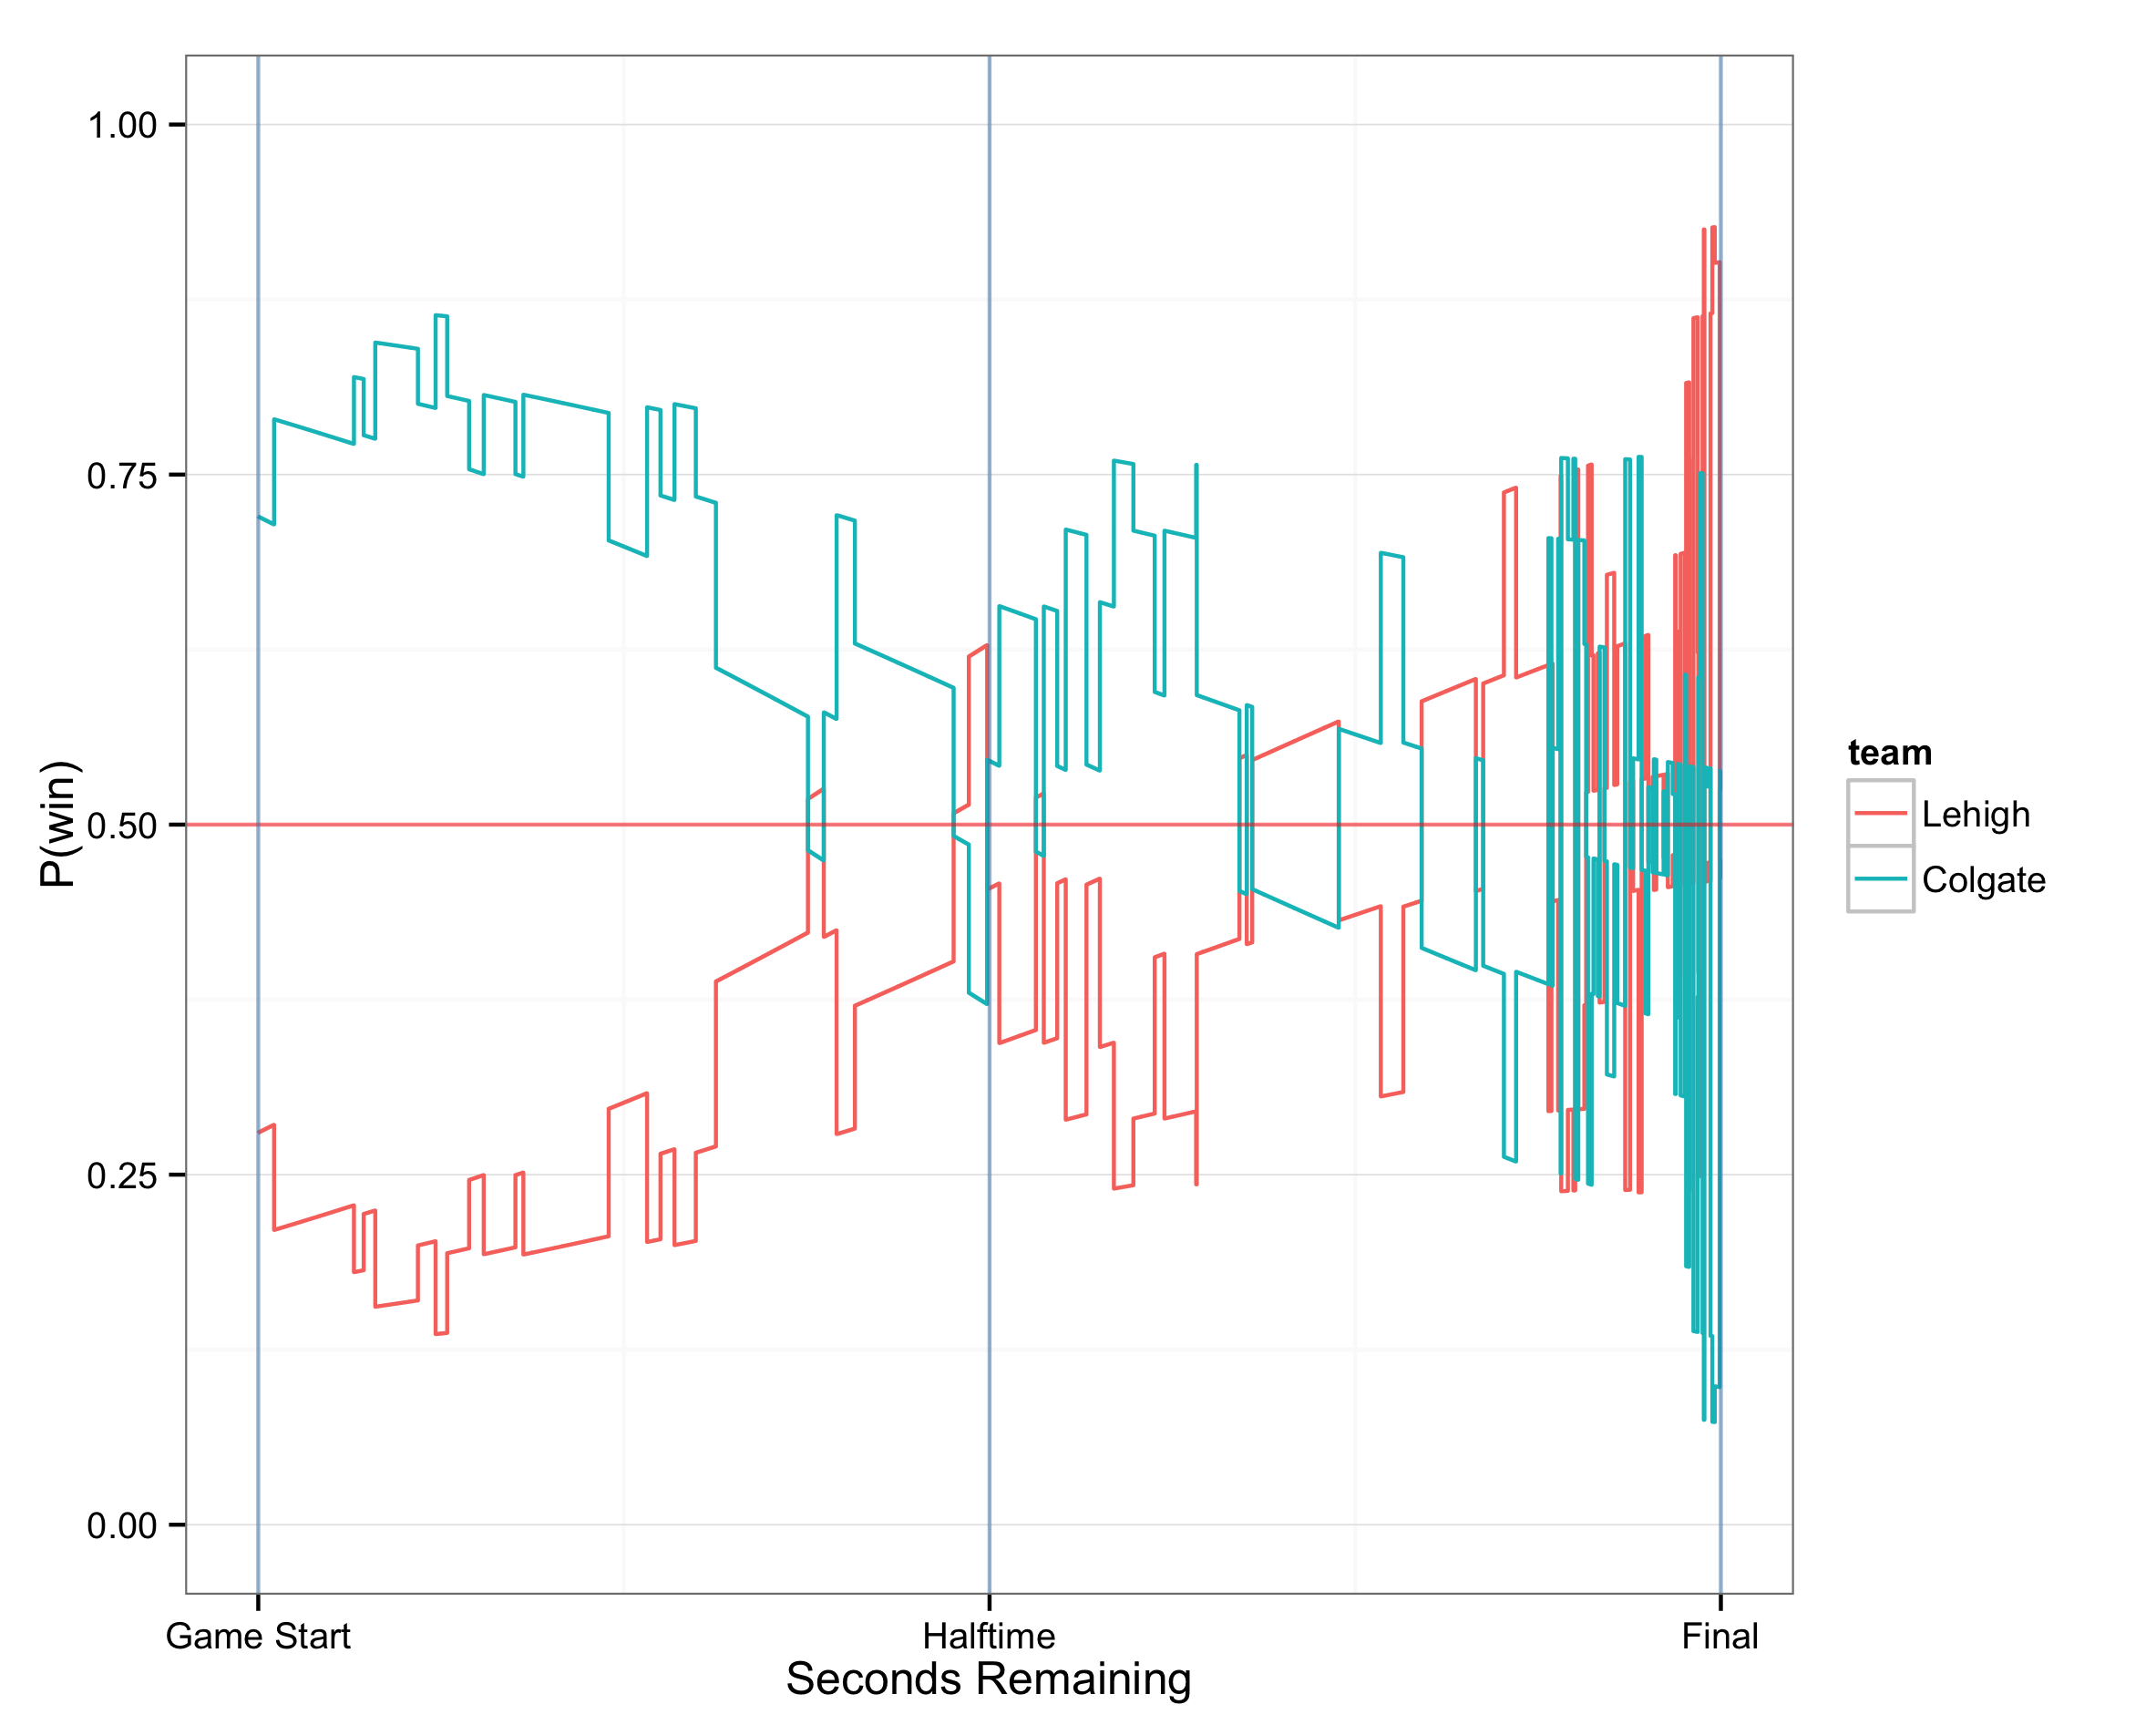 1.00
0.75
0.50
0.25
0.00
P(win)
Game Start
Halftime
Final
Seconds Remaining
team
Lehigh
Colgate